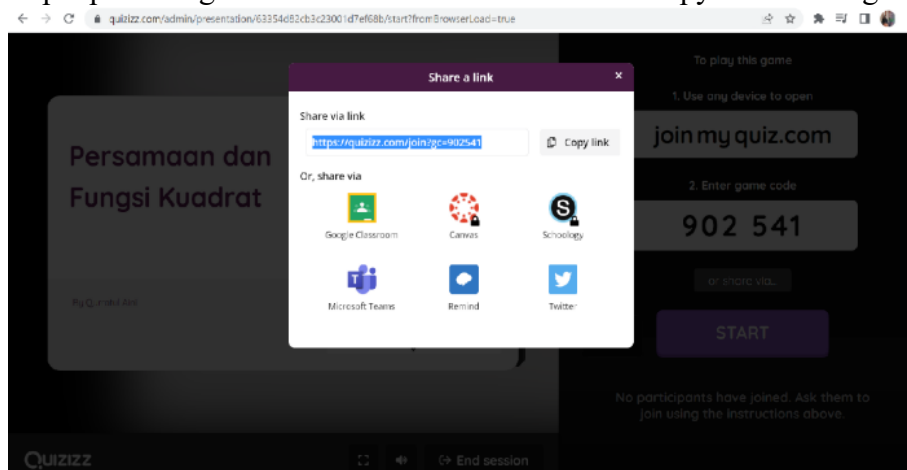 quizizz.com/admin/presentation/63354d82cb3c23001d7ef68b/start?fromBrowserLoad=true
Share a link
Share via link
https://quizizz.com/join?gc=902541
Copy link
Or, share via
Google Classroom
Canvas
Schoology
Microsoft Teams
Remind
Twitter
Persamaan dan
Fungsi Kuadrat
To play this game
1. Use any device to open
joinmyquiz.com
2. Enter game code
902 541
or share via..
START
No participants have joined. Ask them to
join using the instructions above.
Quizizz
End session